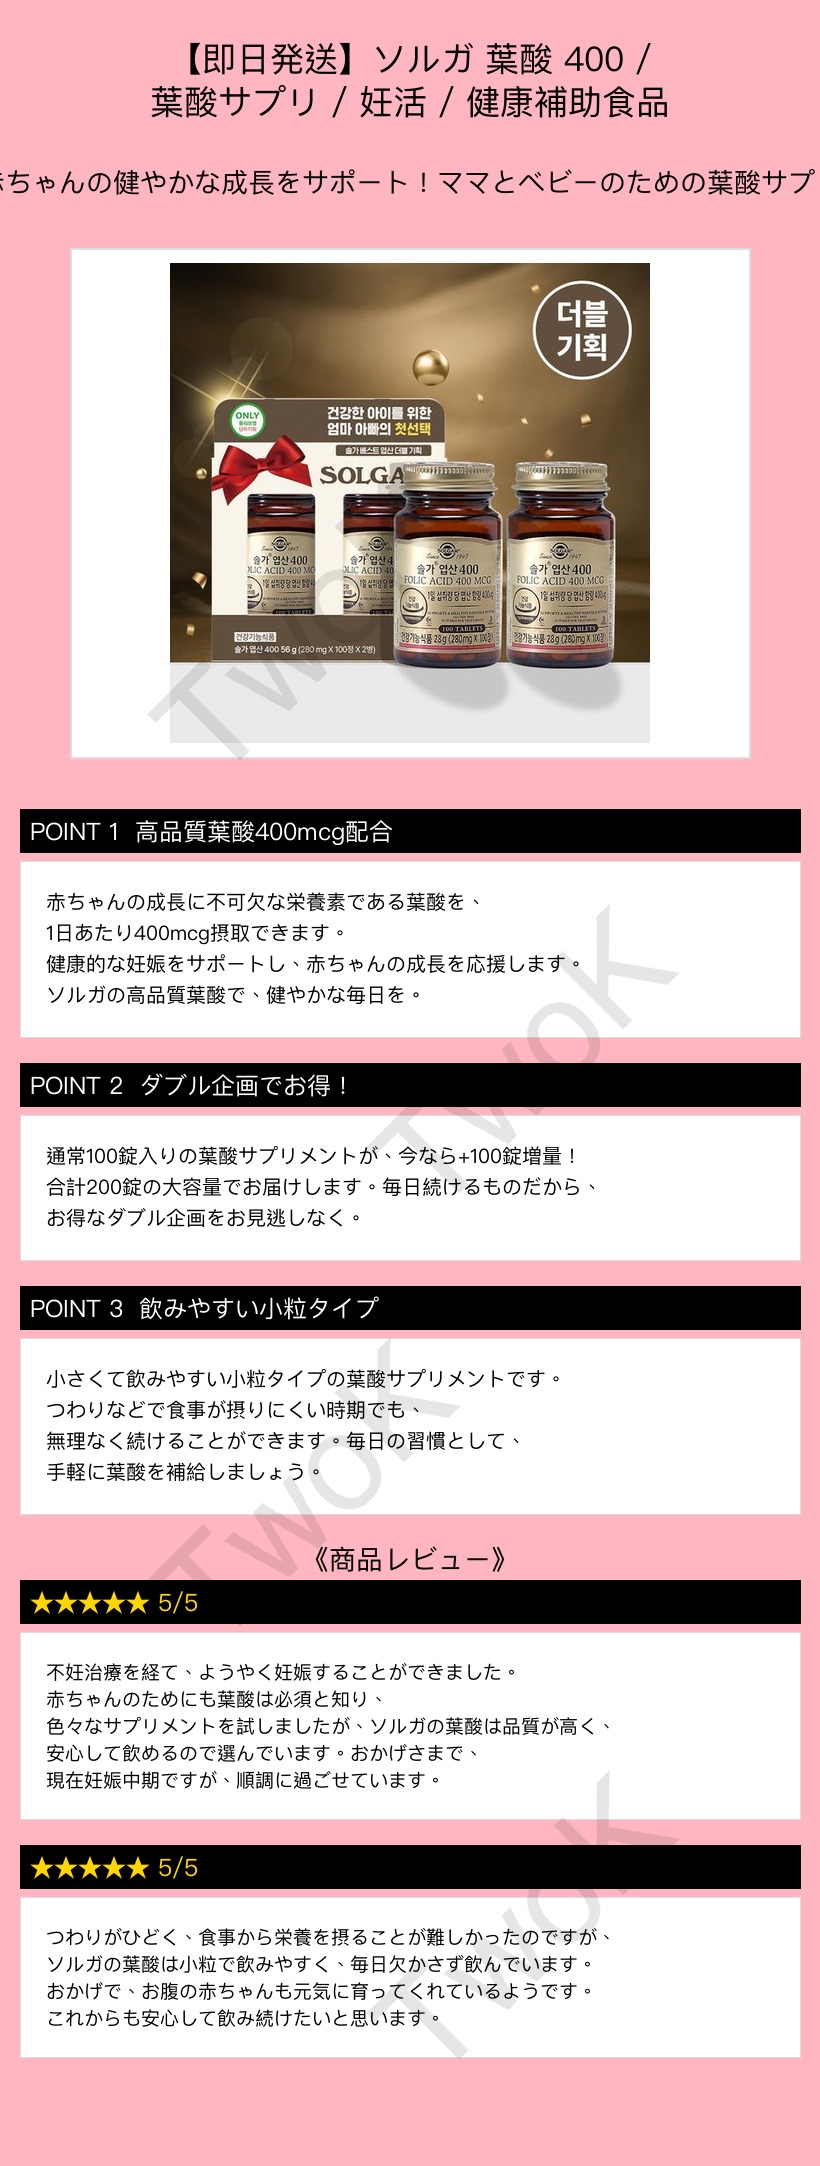 【即日発送】ソルガ 葉酸 400 /
葉酸サプリ / 妊活 / 健康補助食品
ちゃんの健やかな成長をサポート！ママとベビーのための葉酸サプ
더블
기획
ONLY
올리브영
단독기획
건강한 아이를 위한
엄마 아빠의 첫선택
솔가 베스트 엽산 더블 기획
SOLGA
SOLGAR
Since 1947
솔가 엽산 400
FOLIC ACID 400 MCG
1일 섭취량 당 엽산 함량 400㎍
100 TABLETS
건강기능식품 28g (280mg X 100정)
SOLGAR
Since 1947
솔가 엽산 400
FOLIC ACID 400 MCG
1일 섭취량 당 엽산 함량 400㎍
100 TABLETS
건강기능식품 28g (280mg X 100정)
건강기능식품
솔가 엽산 400 56 g (280 mg X 100정 X 2병)
TwoK
POINT 1 高品質葉酸400mcg配合
赤ちゃんの成長に不可欠な栄養素である葉酸を、
1日あたり400mcg摂取できます。
健康的な妊娠をサポートし、赤ちゃんの成長を応援します。
ソルガの高品質葉酸で、健やかな毎日を。
TwoK
POINT 2 ダブル企画でお得！
通常100錠入りの葉酸サプリメントが、今なら+100錠増量！
合計200錠の大容量でお届けします。毎日続けるものだから、
お得なダブル企画をお見逃しなく。
POINT 3 飲みやすい小粒タイプ
小さくて飲みやすい小粒タイプの葉酸サプリメントです。
つわりなどで食事が摂りにくい時期でも、
無理なく続けることができます。毎日の習慣として、
手軽に葉酸を補給しましょう。
TwoK
《商品レビュー》
★★★★★ 5/5
不妊治療を経て、ようやく妊娠することができました。
赤ちゃんのためにも葉酸は必須と知り、
色々なサプリメントを試しましたが、ソルガの葉酸は品質が高く、
安心して飲めるので選んでいます。おかげさまで、
現在妊娠中期ですが、順調に過ごせています。
★★★★★ 5/5
つわりがひどく、食事から栄養を摂ることが難しかったのですが、
ソルガの葉酸は小粒で飲みやすく、毎日欠かさず飲んでいます。
おかげで、お腹の赤ちゃんも元気に育ってくれているようです。
これからも安心して飲み続けたいと思います。
TwoK